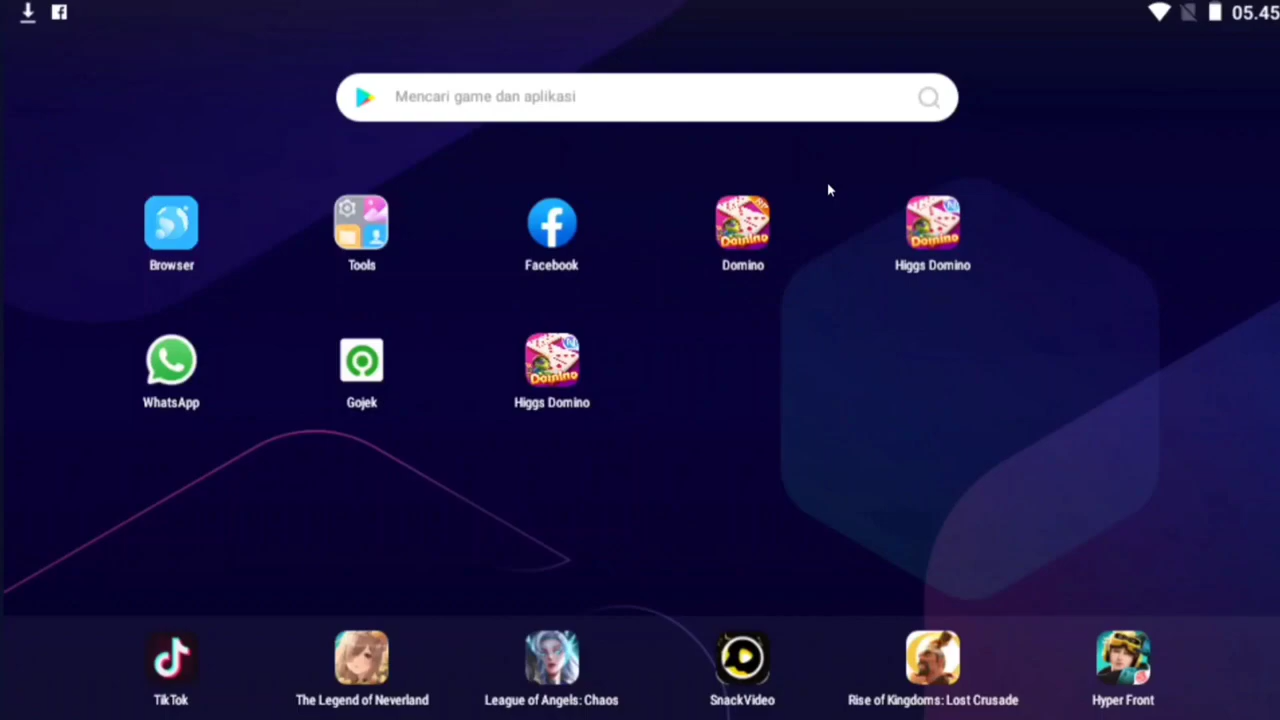 05.45
Mencari game dan aplikasi
Browser
Tools
Facebook
Domino
Higgs Domino
WhatsApp
Gojek
Higgs Domino
TikTok
The Legend of Neverland
League of Angels: Chaos
SnackVideo
Rise of Kingdoms: Lost Crusade
Hyper Front